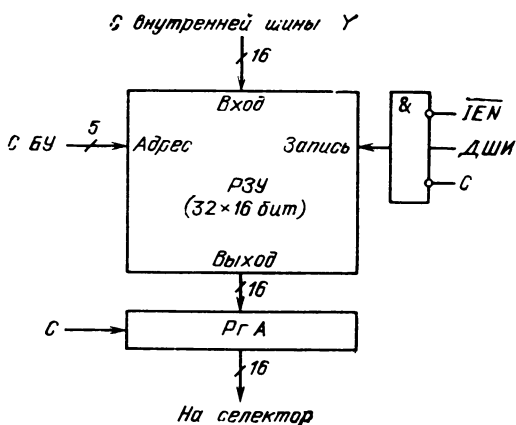 С внутренней шины Y
16
Вход
&
IEN
С БУ
5
Адрес
Запись
ДШИ
РЗУ
(32×16 бит)
С
Выход
16
С
Рг А
16
На селектор